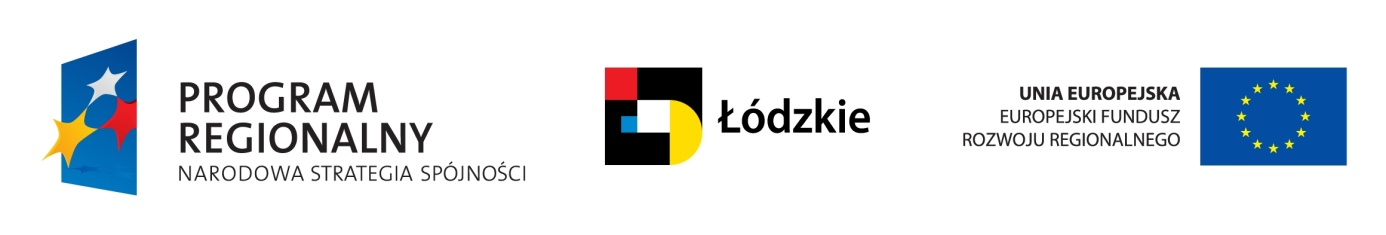 PROGRAM
REGIONALNY
NARODOWA STRATEGIA SPÓJNOŚCI
Łódzkie
UNIA EUROPEJSKA
EUROPEJSKI FUNDUSZ
ROZWOJU REGIONALNEGO